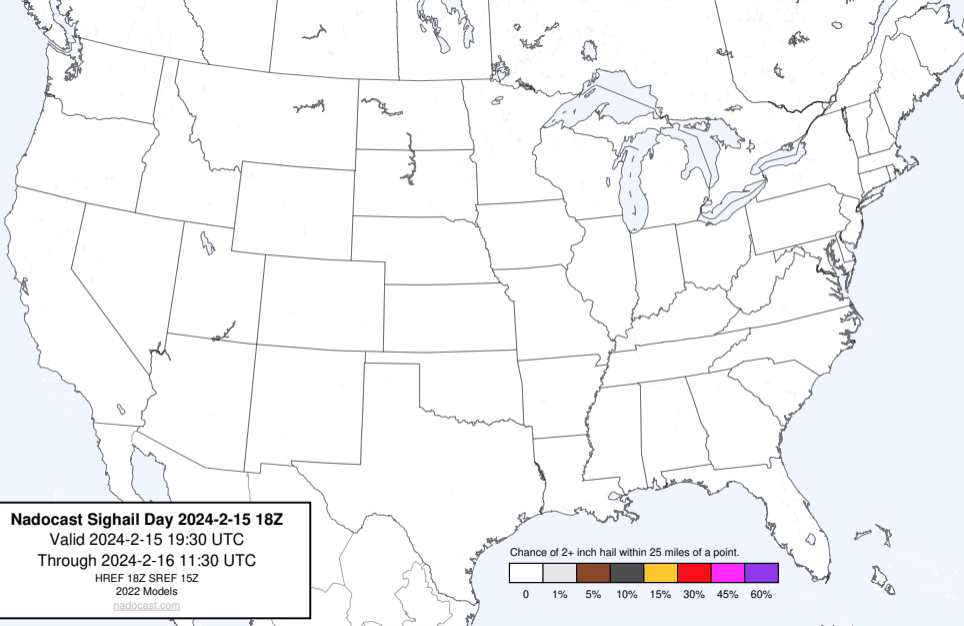 Nadocast Sighail Day 2024-2-15 18Z
Valid 2024-2-15 19:30 UTC
Through 2024-2-16 11:30 UTC
HREF 18Z SREF 15Z
2022 Models
nadocast.com
Chance of 2+ inch hail within 25 miles of a point.
0 1% 5% 10% 15% 30% 45% 60%